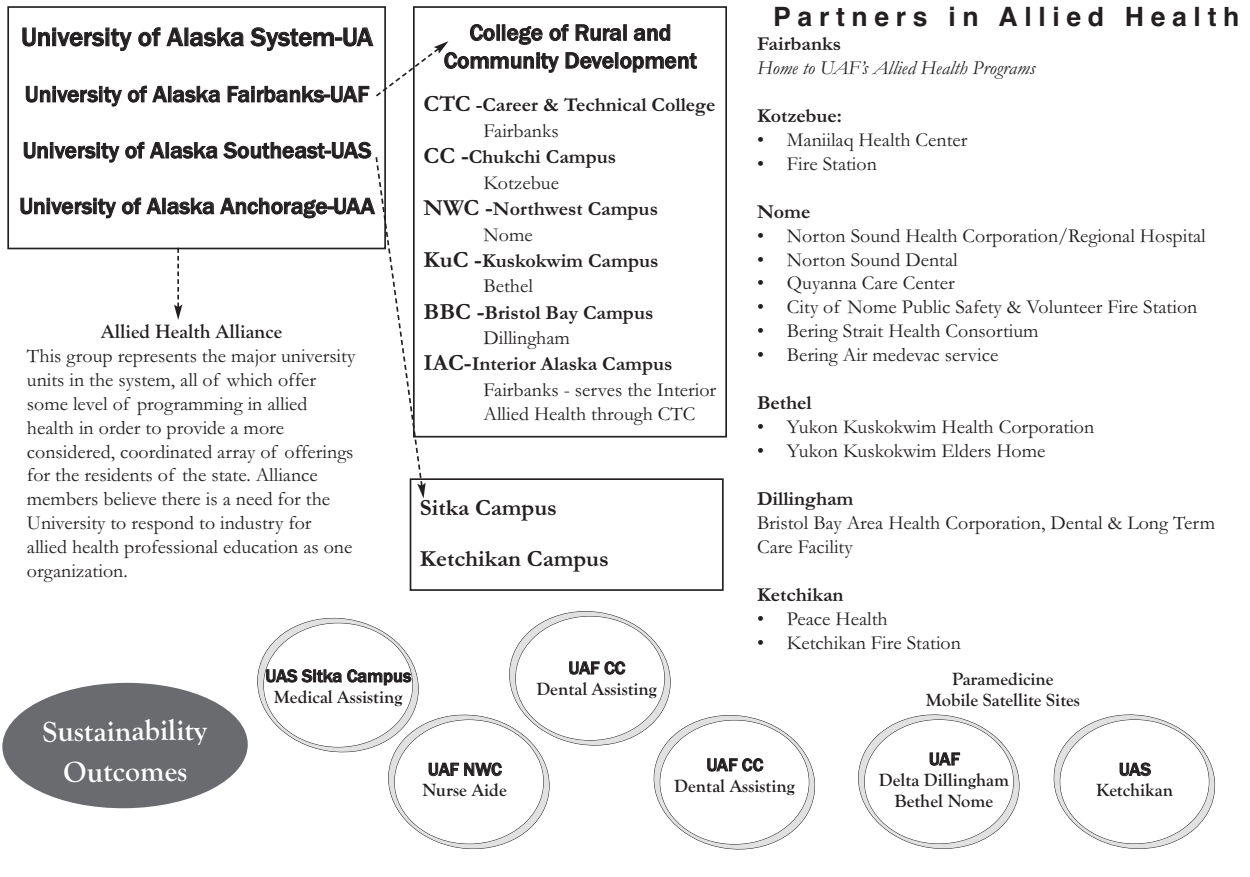 University of Alaska System-UA
University of Alaska Fairbanks-UAF
University of Alaska Southeast-UAS
University of Alaska Anchorage-UAA
Allied Health Alliance
This group represents the major university
units in the system, all of which offer
some level of programming in allied
health in order to provide a more
considered, coordinated array of offerings
for the residents of the state. Alliance
members believe there is a need for the
University to respond to industry for
allied health professional education as one
organization.
College of Rural and
Community Development
CTC -Career & Technical College
Fairbanks
CC -Chukchi Campus
Kotzebue
NWC -Northwest Campus
Nome
KuC -Kuskokwim Campus
Bethel
BBC -Bristol Bay Campus
Dillingham
IAC-Interior Alaska Campus
Fairbanks - serves the Interior
Allied Health through CTC
Sitka Campus
Ketchikan Campus
Partners in Allied Health
Fairbanks
Home to UAF's Allied Health Programs
Kotzebue:
• Maniilaq Health Center
• Fire Station
Nome
• Norton Sound Health Corporation/Regional Hospital
• Norton Sound Dental
• Quyanna Care Center
• City of Nome Public Safety & Volunteer Fire Station
• Bering Strait Health Consortium
• Bering Air medevac service
Bethel
• Yukon Kuskokwim Health Corporation
• Yukon Kuskokwim Elders Home
Dillingham
Bristol Bay Area Health Corporation, Dental & Long Term
Care Facility
Ketchikan
• Peace Health
• Ketchikan Fire Station
Sustainability
Outcomes
UAS Sitka Campus
Medical Assisting
UAF NWC
Nurse Aide
UAF CC
Dental Assisting
UAF CC
Dental Assisting
Paramedicine
Mobile Satellite Sites
UAF
Delta Dillingham
Bethel Nome
UAS
Ketchikan